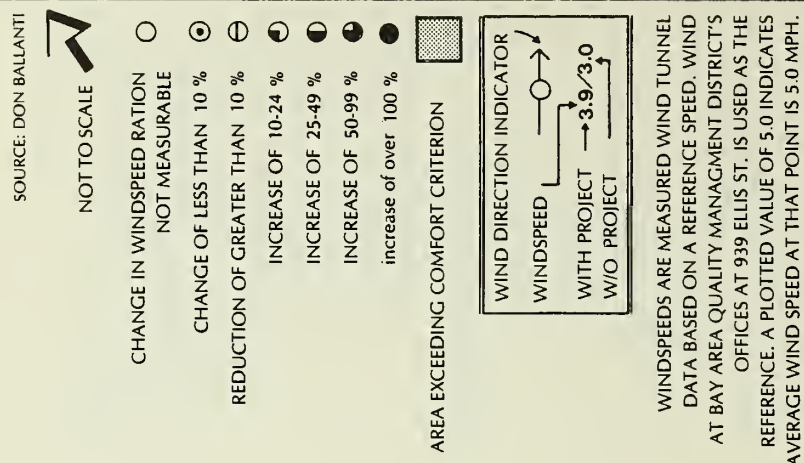 SOURCE: DON BALLANTI
NOT TO SCALE
CHANGE IN WINDSPEED RATION
NOT MEASURABLE
CHANGE OF LESS THAN 10 %
REDUCTION OF GREATER THAN 10 %
INCREASE OF 10-24 %
INCREASE OF 25-49 %
INCREASE OF 50-99 %
increase of over 100 %
AREA EXCEEDING COMFORT CRITERION
WIND DIRECTION INDICATOR
WINDSPEED
WITH PROJECT 3.9/3.0
W/O PROJECT
WINDSPEEDS ARE MEASURED WIND TUNNEL
DATA BASED ON A REFERENCE SPEED. WIND
AT BAY AREA QUALITY MANAGMENT DISTRICT'S
OFFICES AT 939 ELLIS ST. IS USED AS THE
REFERENCE. A PLOTTED VALUE OF 5.0 INDICATES
AVERAGE WIND SPEED AT THAT POINT IS 5.0 MPH.